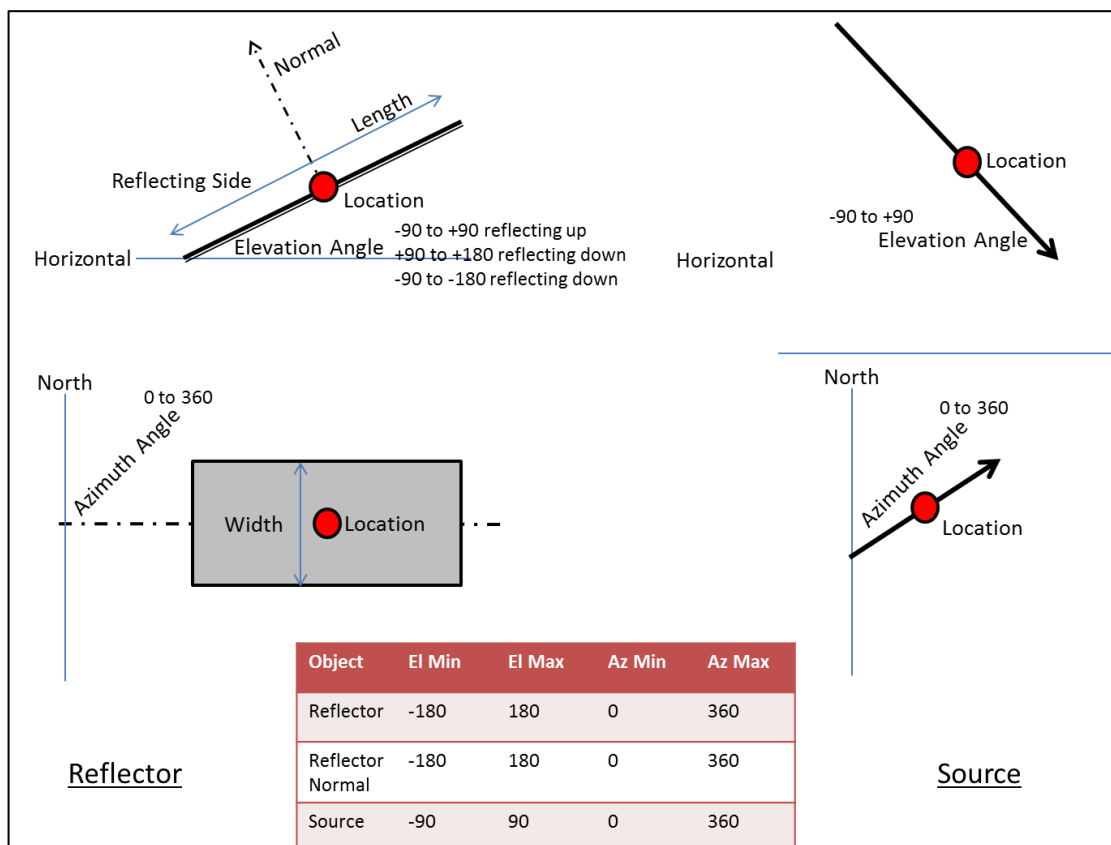 Normal
Length
Reflecting Side
Location
Elevation Angle
-90 to +90 reflecting up
+90 to +180 reflecting down
-90 to -180 reflecting down
Horizontal
Location
-90 to +90
Elevation Angle
Horizontal
North
0 to 360
Azimuth Angle
Width
Location
North
0 to 360
Azimuth Angle
Location
Object El Min El Max Az Min Az Max
Reflector -180 180 0 360
Reflector Normal -180 180 0 360
Source -90 90 0 360
Reflector
Source